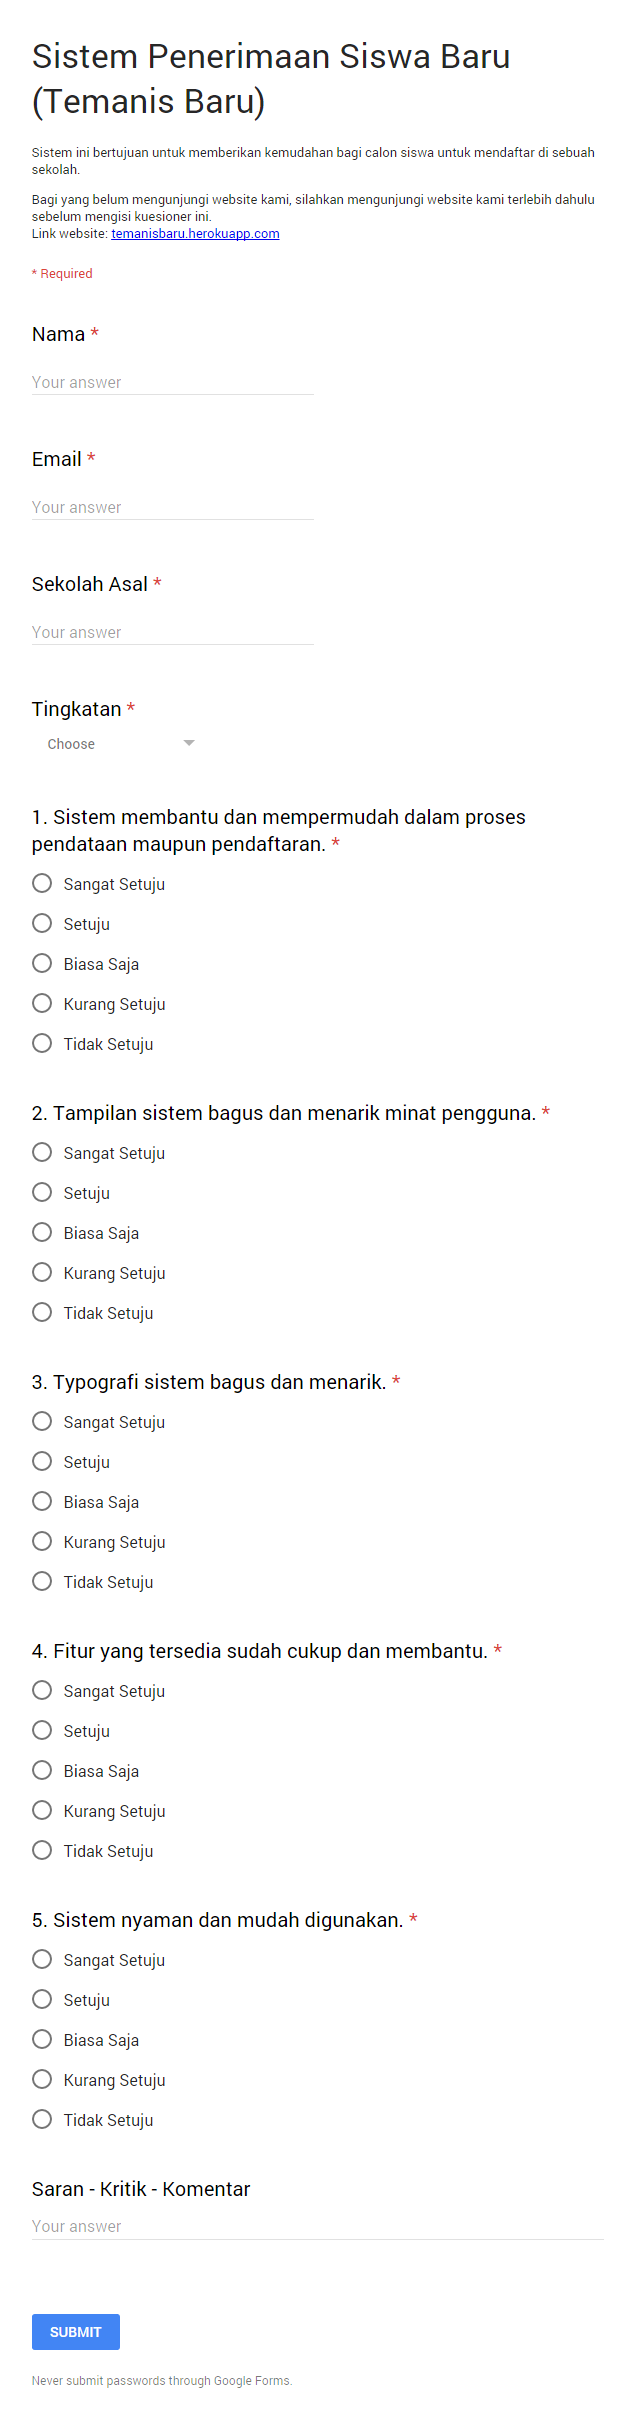 Sistem Penerimaan Siswa Baru
(Temanis Baru)
Sistem ini bertujuan untuk memberikan kemudahan bagi calon siswa untuk mendaftar di sebuah
sekolah.
Bagi yang belum mengunjungi website kami, silahkan mengunjungi website kami terlebih dahulu
sebelum mengisi kuesioner ini.
Link website: temanisbaru.herokuapp.com
* Required
Nama *
Your answer
Email *
Your answer
Sekolah Asal *
Your answer
Tingkatan *
Choose
1. Sistem membantu dan mempermudah dalam proses
pendataan maupun pendaftaran. *
Sangat Setuju
Setuju
Biasa Saja
Kurang Setuju
Tidak Setuju
2. Tampilan sistem bagus dan menarik minat pengguna. *
Sangat Setuju
Setuju
Biasa Saja
Kurang Setuju
Tidak Setuju
3. Typografi sistem bagus dan menarik. *
Sangat Setuju
Setuju
Biasa Saja
Kurang Setuju
Tidak Setuju
4. Fitur yang tersedia sudah cukup dan membantu. *
Sangat Setuju
Setuju
Biasa Saja
Kurang Setuju
Tidak Setuju
5. Sistem nyaman dan mudah digunakan. *
Sangat Setuju
Setuju
Biasa Saja
Kurang Setuju
Tidak Setuju
Saran - Kritik - Komentar
Your answer
SUBMIT
Never submit passwords through Google Forms.